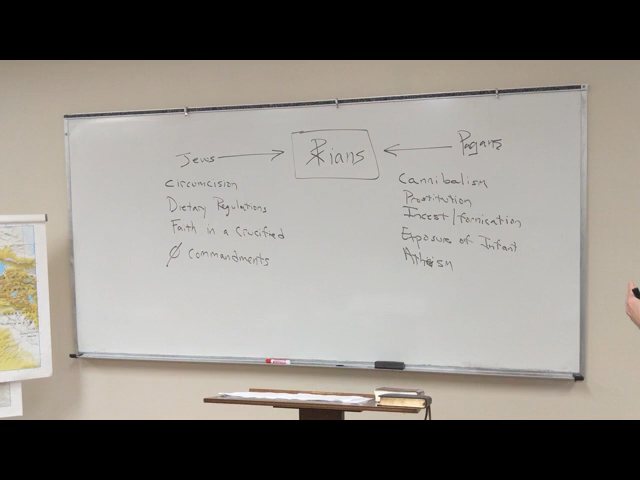 Jews → ☧ians ← Pagans
Circumcision
Dietary Regulations
Faith in a Crucified
∅ Commandments
Cannibalism
Prostitution
Incest/fornication
Exposure of Infant
Atheism